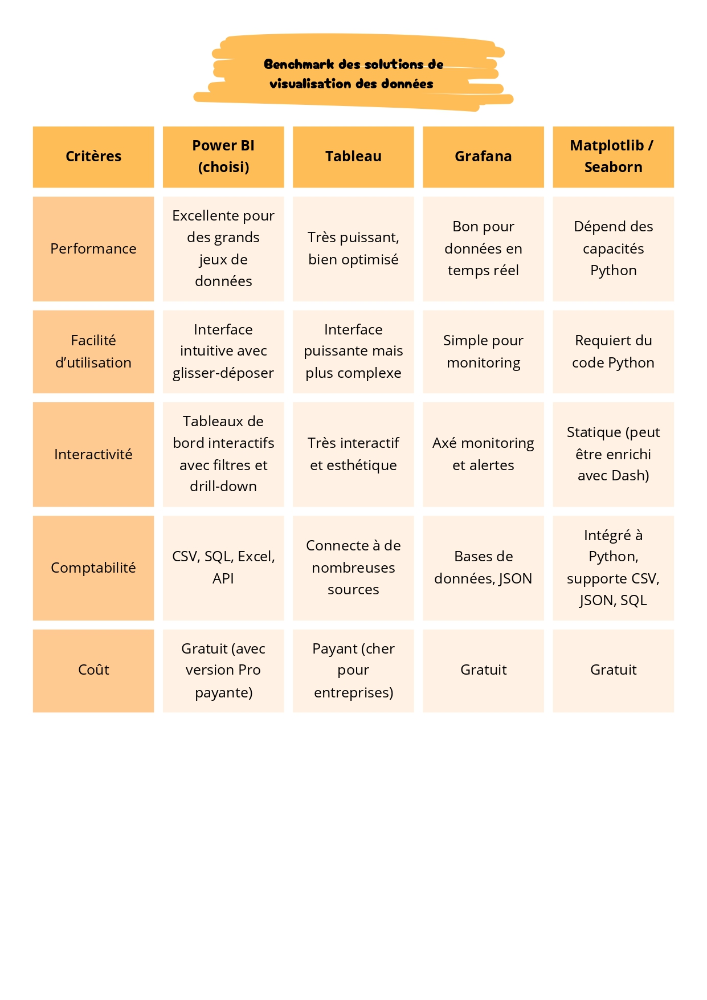 Benchmark des solutions de
visualisation des données
Critères
Power BI
(choisi)
Tableau
Grafana
Matplotlib /
Seaborn
Performance
Excellente pour
des grands
jeux de
données
Très puissant,
bien optimisé
Bon pour
données en
temps réel
Dépend des
capacités
Python
Facilité
d’utilisation
Interface
intuitive avec
glisser-déposer
Interface
puissante mais
plus complexe
Simple pour
monitoring
Requiert du
code Python
Interactivité
Tableaux de
bord interactifs
avec filtres et
drill-down
Très interactif
et esthétique
Axé monitoring
et alertes
Statique (peut
être enrichi
avec Dash)
Comptabilité
CSV, SQL, Excel,
API
Connecte à de
nombreuses
sources
Bases de
données, JSON
Intégré à
Python,
supporte CSV,
JSON, SQL
Coût
Gratuit (avec
version Pro
payante)
Payant (cher
pour
entreprises)
Gratuit
Gratuit